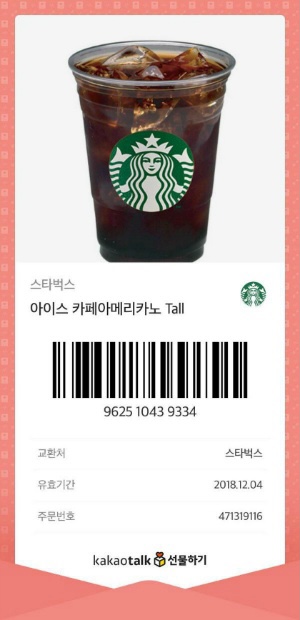 스타벅스
아이스 카페아메리카노 Tall
9625 1043 9334
교환처 스타벅스
유효기간 2018.12.04
주문번호 471319116
kakaotalk 선물하기